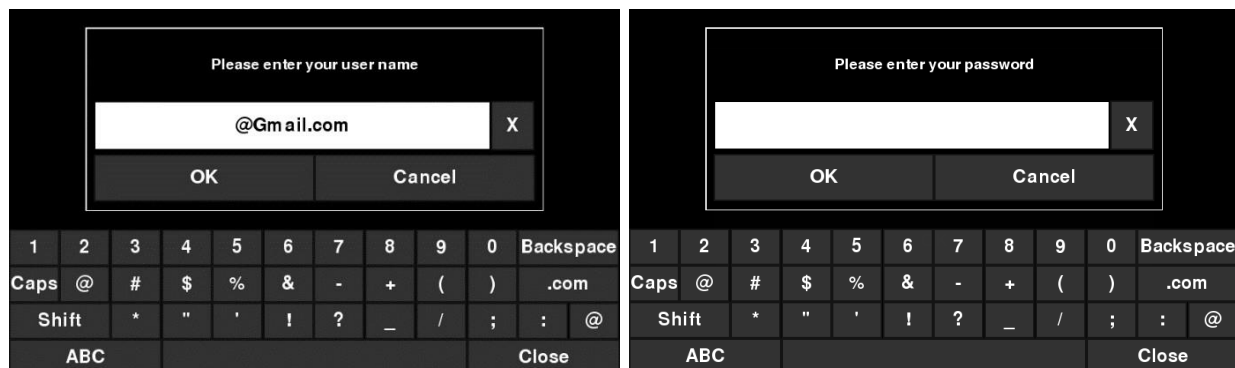 Please enter your user name
@Gmail.com X
OK Cancel
1 2 3 4 5 6 7 8 9 0 Backspace
Caps @ # $ % & - + ( ) .com
Shift * " ' ! ? _ / ; : @
ABC Close
Please enter your password
X
OK Cancel
1 2 3 4 5 6 7 8 9 0 Backspace
Caps @ # $ % & - + ( ) .com
Shift * " ' ! ? _ / ; : @
ABC Close